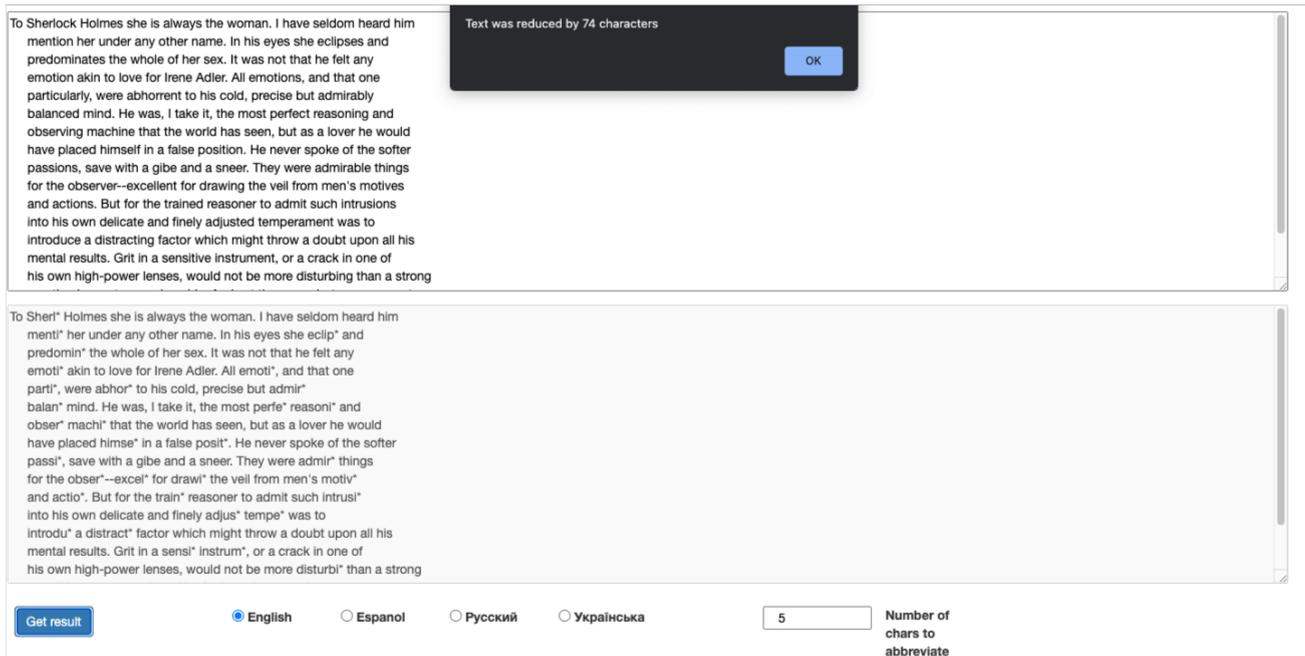 Text was reduced by 74 characters
OK
To Sherlock Holmes she is always the woman. I have seldom heard him
mention her under any other name. In his eyes she eclipses and
predominates the whole of her sex. It was not that he felt any
emotion akin to love for Irene Adler. All emotions, and that one
particularly, were abhorrent to his cold, precise but admirably
balanced mind. He was, I take it, the most perfect reasoning and
observing machine that the world has seen, but as a lover he would
have placed himself in a false position. He never spoke of the softer
passions, save with a gibe and a sneer. They were admirable things
for the observer--excellent for drawing the veil from men's motives
and actions. But for the trained reasoner to admit such intrusions
into his own delicate and finely adjusted temperament was to
introduce a distracting factor which might throw a doubt upon all his
mental results. Grit in a sensitive instrument, or a crack in one of
his own high-power lenses, would not be more disturbing than a strong
To Sherl* Holmes she is always the woman. I have seldom heard him
menti* her under any other name. In his eyes she eclip* and
predomin* the whole of her sex. It was not that he felt any
emoti* akin to love for Irene Adler. All emoti*, and that one
parti*, were abhor* to his cold, precise but admir*
balan* mind. He was, I take it, the most perfe* reasoni* and
obser* machi* that the world has seen, but as a lover he would
have placed himse* in a false posit*. He never spoke of the softer
passi*, save with a gibe and a sneer. They were admir* things
for the obser*--excel* for drawi* the veil from men's motiv*
and actio*. But for the train* reasoner to admit such intrusi*
into his own delicate and finely adjus* tempe* was to
introdu* a distract* factor which might throw a doubt upon all his
mental results. Grit in a sensi* instrum*, or a crack in one of
his own high-power lenses, would not be more disturbi* than a strong
Get result
English
Espanol
Русский
Українська
5
Number of
chars to
abbreviate